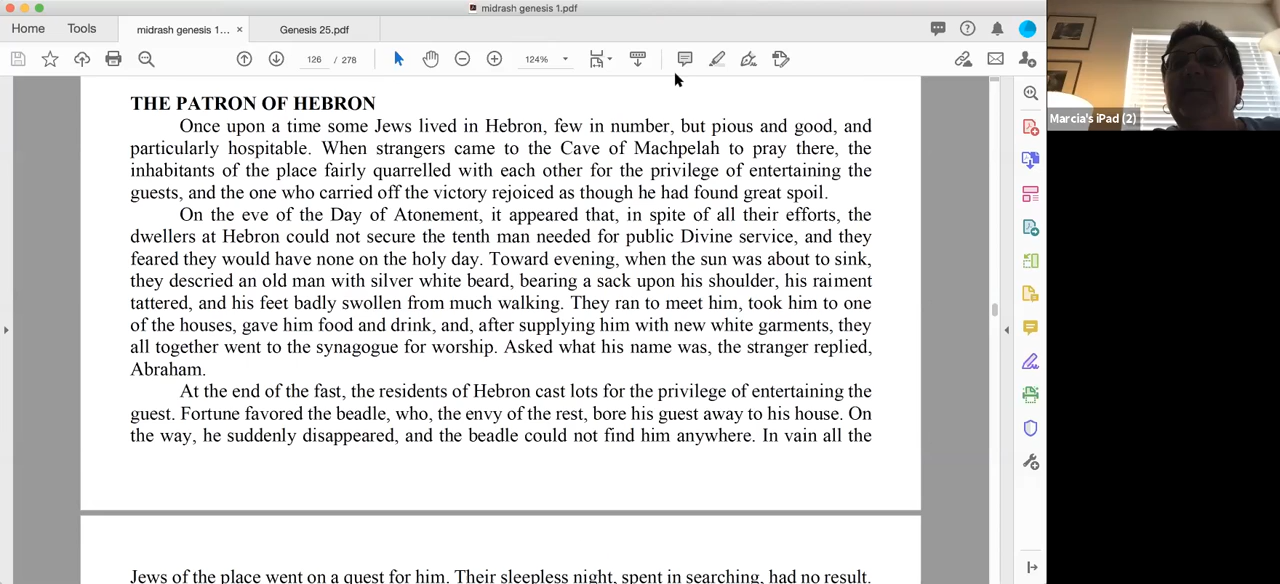 midrash genesis 1.pdf
Home
Tools
midrash genesis 1... ×
Genesis 25.pdf
126 / 278
124%
THE PATRON OF HEBRON
Once upon a time some Jews lived in Hebron, few in number, but pious and good, and
particularly hospitable. When strangers came to the Cave of Machpelah to pray there, the
inhabitants of the place fairly quarrelled with each other for the privilege of entertaining the
guests, and the one who carried off the victory rejoiced as though he had found great spoil.
On the eve of the Day of Atonement, it appeared that, in spite of all their efforts, the
dwellers at Hebron could not secure the tenth man needed for public Divine service, and they
feared they would have none on the holy day. Toward evening, when the sun was about to sink,
they descried an old man with silver white beard, bearing a sack upon his shoulder, his raiment
tattered, and his feet badly swollen from much walking. They ran to meet him, took him to one
of the houses, gave him food and drink, and, after supplying him with new white garments, they
all together went to the synagogue for worship. Asked what his name was, the stranger replied,
Abraham.
At the end of the fast, the residents of Hebron cast lots for the privilege of entertaining the
guest. Fortune favored the beadle, who, the envy of the rest, bore his guest away to his house. On
the way, he suddenly disappeared, and the beadle could not find him anywhere. In vain all the
Jews of the place went on a quest for him. Their sleepless night, spent in searching, had no result.
Marcia's iPad (2)